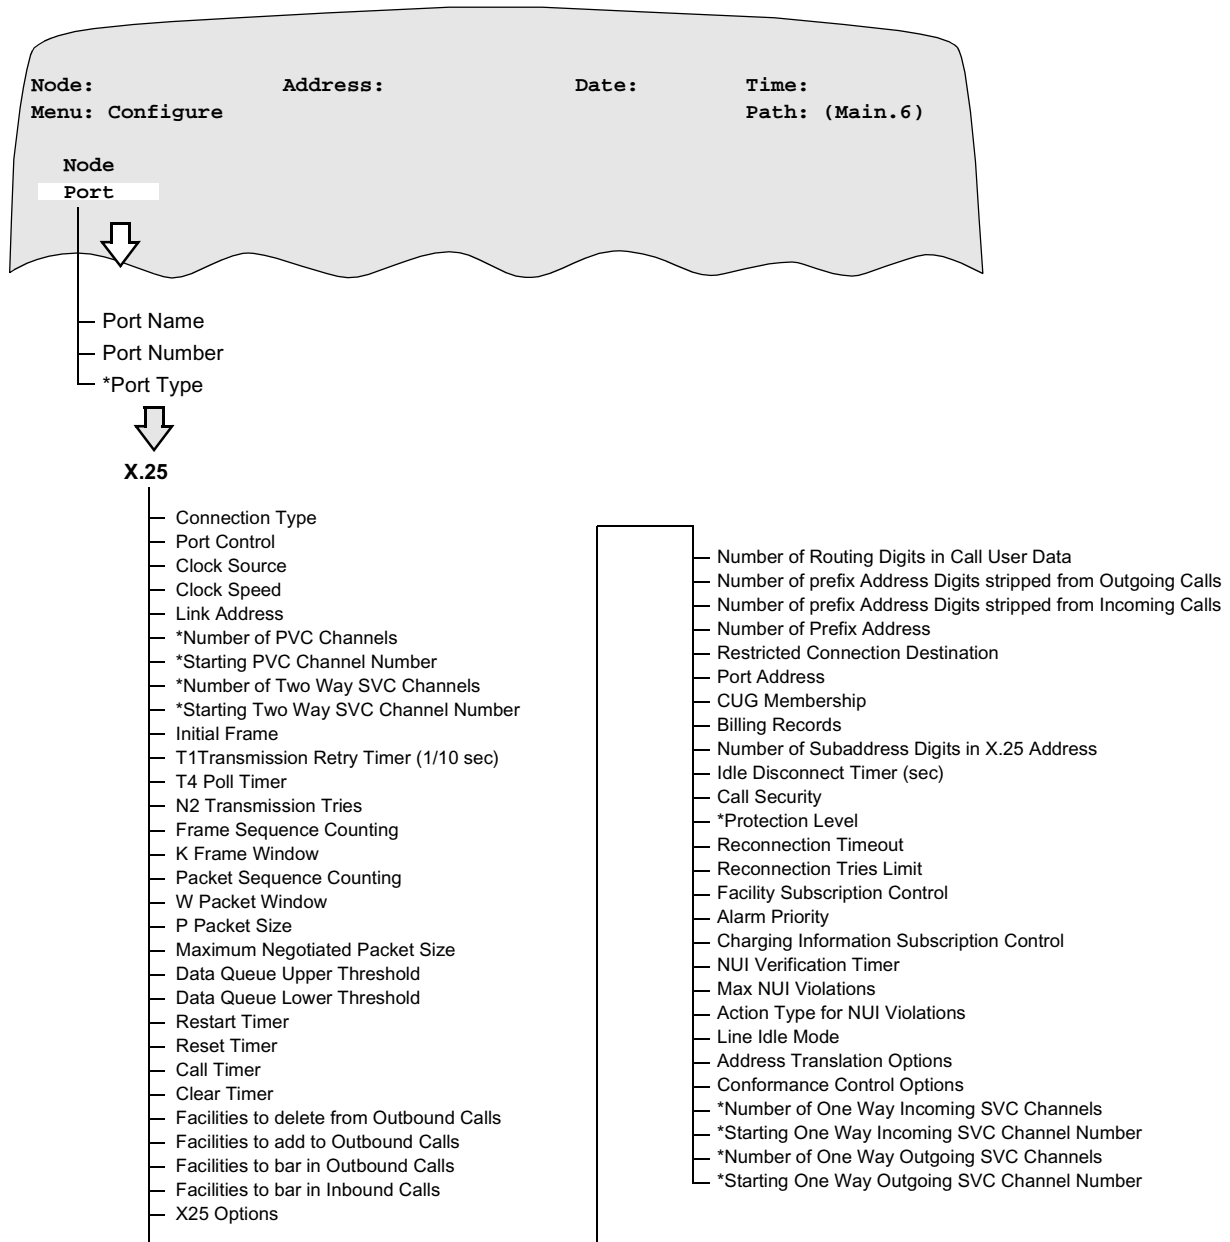 Node: Address: Date: Time:
Menu: Configure Path: (Main.6)
Node
Port
Port Name
Port Number
*Port Type
X.25
Connection Type
Port Control
Clock Source
Clock Speed
Link Address
*Number of PVC Channels
*Starting PVC Channel Number
*Number of Two Way SVC Channels
*Starting Two Way SVC Channel Number
Initial Frame
T1Transmission Retry Timer (1/10 sec)
T4 Poll Timer
N2 Transmission Tries
Frame Sequence Counting
K Frame Window
Packet Sequence Counting
W Packet Window
P Packet Size
Maximum Negotiated Packet Size
Data Queue Upper Threshold
Data Queue Lower Threshold
Restart Timer
Reset Timer
Call Timer
Clear Timer
Facilities to delete from Outbound Calls
Facilities to add to Outbound Calls
Facilities to bar in Outbound Calls
Facilities to bar in Inbound Calls
X25 Options
Number of Routing Digits in Call User Data
Number of prefix Address Digits stripped from Outgoing Calls
Number of prefix Address Digits stripped from Incoming Calls
Number of Prefix Address
Restricted Connection Destination
Port Address
CUG Membership
Billing Records
Number of Subaddress Digits in X.25 Address
Idle Disconnect Timer (sec)
Call Security
*Protection Level
Reconnection Timeout
Reconnection Tries Limit
Facility Subscription Control
Alarm Priority
Charging Information Subscription Control
NUI Verification Timer
Max NUI Violations
Action Type for NUI Violations
Line Idle Mode
Address Translation Options
Conformance Control Options
*Number of One Way Incoming SVC Channels
*Starting One Way Incoming SVC Channel Number
*Number of One Way Outgoing SVC Channels
*Starting One Way Outgoing SVC Channel Number